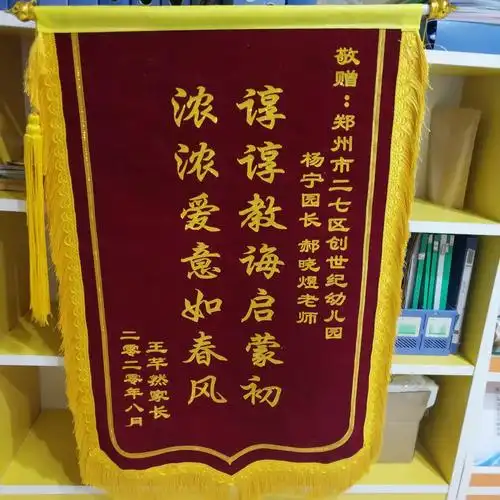 敬赠:郑州市二七区创世纪幼儿园
杨宁园长 郝晓煜老师
谆谆教诲启蒙初
浓浓爱意如春风
王芊然家长
二零二零年八月